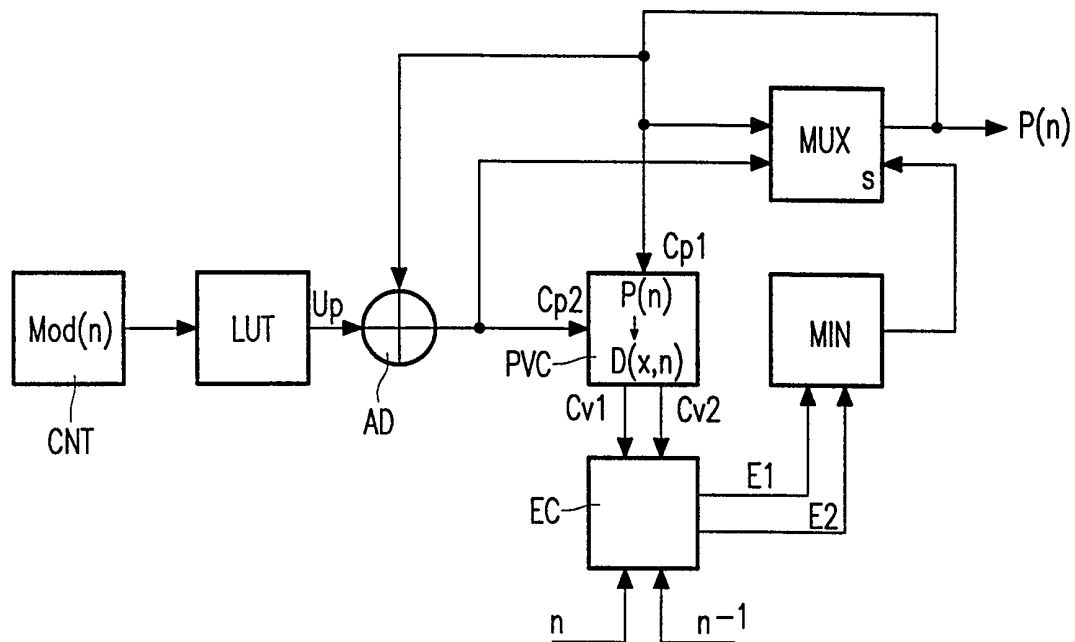 MUX
s
P(n)
Cp1
Mod(n)
CNT
LUT
Up
AD
Cp2
P(n)
D(x,n)
PVC
MIN
Cv1
Cv2
EC
E1
E2
n
n-1